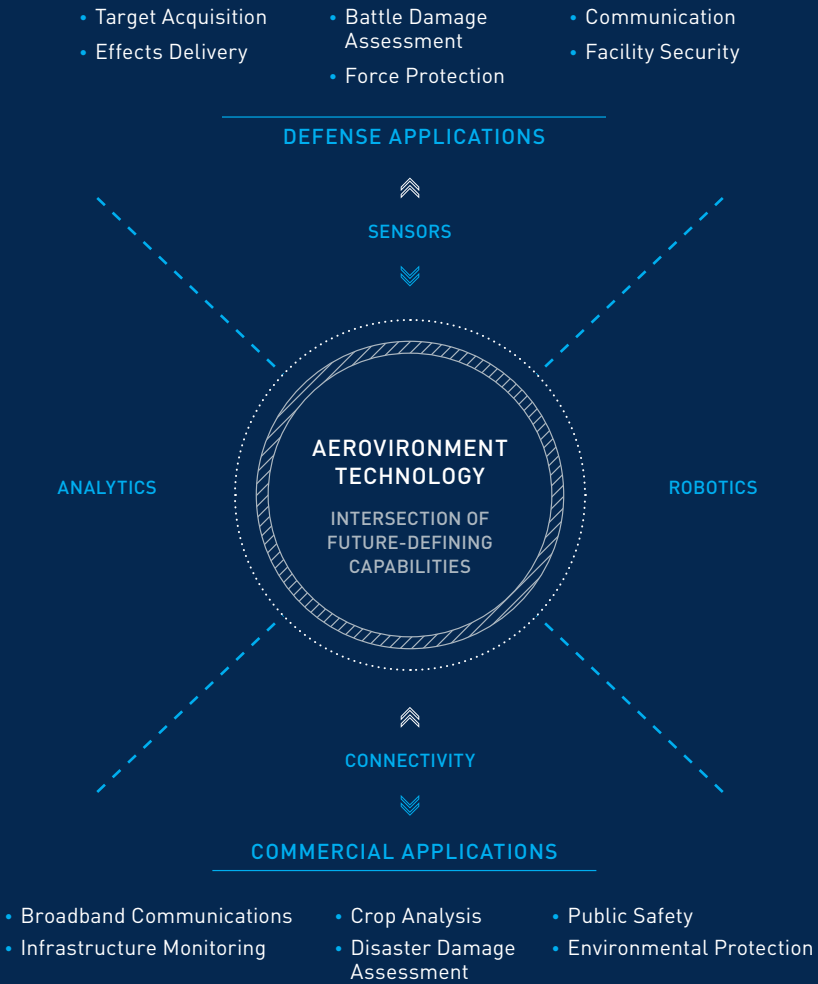 • Target Acquisition
• Effects Delivery
• Battle Damage
Assessment
• Force Protection
• Communication
• Facility Security
DEFENSE APPLICATIONS
SENSORS
ANALYTICS
AEROVIRONMENT
TECHNOLOGY
INTERSECTION OF
FUTURE-DEFINING
CAPABILITIES
ROBOTICS
CONNECTIVITY
COMMERCIAL APPLICATIONS
• Broadband Communications
• Infrastructure Monitoring
• Crop Analysis
• Disaster Damage
Assessment
• Public Safety
• Environmental Protection